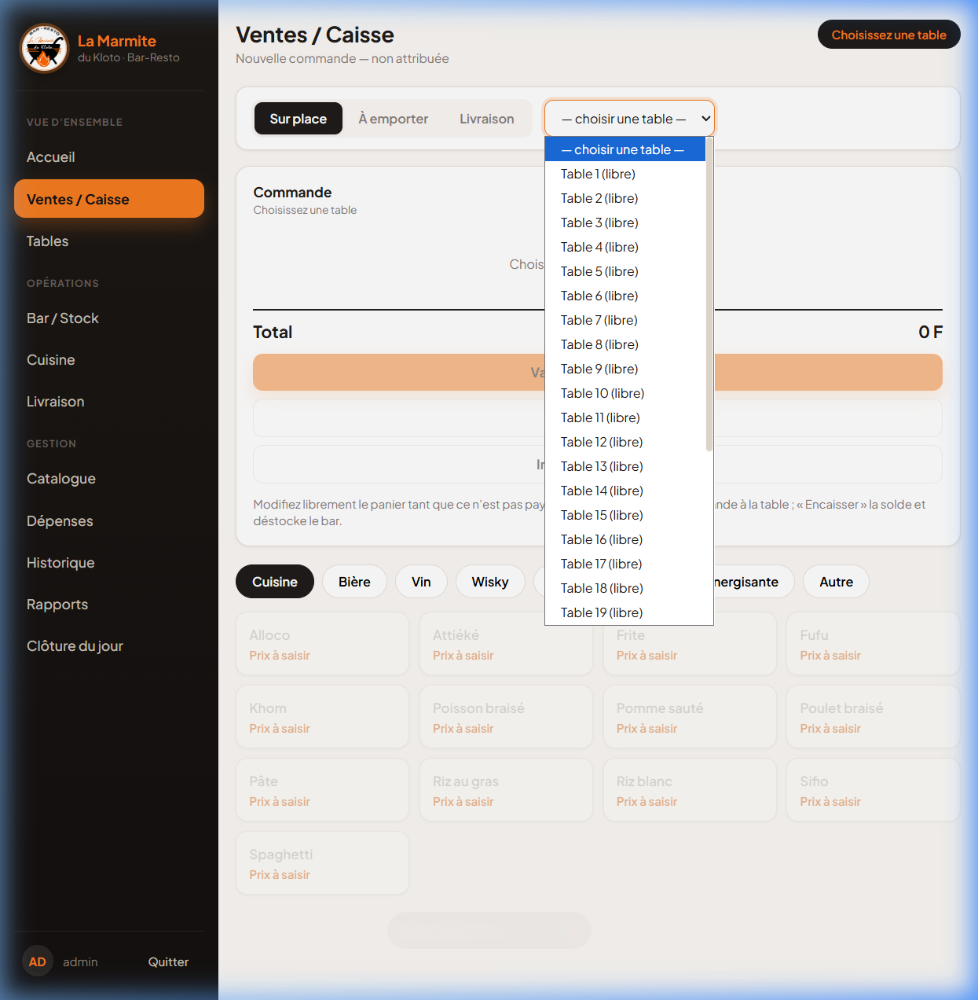 BAR - RESTO
La Marmite
du Kloto
La Marmite
du Kloto · Bar-Resto
VUE D'ENSEMBLE
Accueil
Ventes / Caisse
Tables
OPÉRATIONS
Bar / Stock
Cuisine
Livraison
GESTION
Catalogue
Dépenses
Historique
Rapports
Clôture du jour
AD admin Quitter
Ventes / Caisse
Nouvelle commande — non attribuée
Choisissez une table
Sur place À emporter Livraison — choisir une table —
— choisir une table —
Table 1 (libre)
Table 2 (libre)
Table 3 (libre)
Table 4 (libre)
Table 5 (libre)
Table 6 (libre)
Table 7 (libre)
Table 8 (libre)
Table 9 (libre)
Table 10 (libre)
Table 11 (libre)
Table 12 (libre)
Table 13 (libre)
Table 14 (libre)
Table 15 (libre)
Table 16 (libre)
Table 17 (libre)
Table 18 (libre)
Table 19 (libre)
Commande
Choisissez une table
Total 0 F
Modifiez librement le panier tant que ce n'est pas pay nde à la table ; « Encaisser » la solde et
déstocke le bar.
Cuisine Bière Vin Wisky nergisante Autre
Alloco Attiéké Frite Fufu
Prix à saisir Prix à saisir Prix à saisir Prix à saisir
Khom Poisson braisé Pomme sauté Poulet braisé
Prix à saisir Prix à saisir Prix à saisir Prix à saisir
Pâte Riz au gras Riz blanc Sifio
Prix à saisir Prix à saisir Prix à saisir Prix à saisir
Spaghetti
Prix à saisir